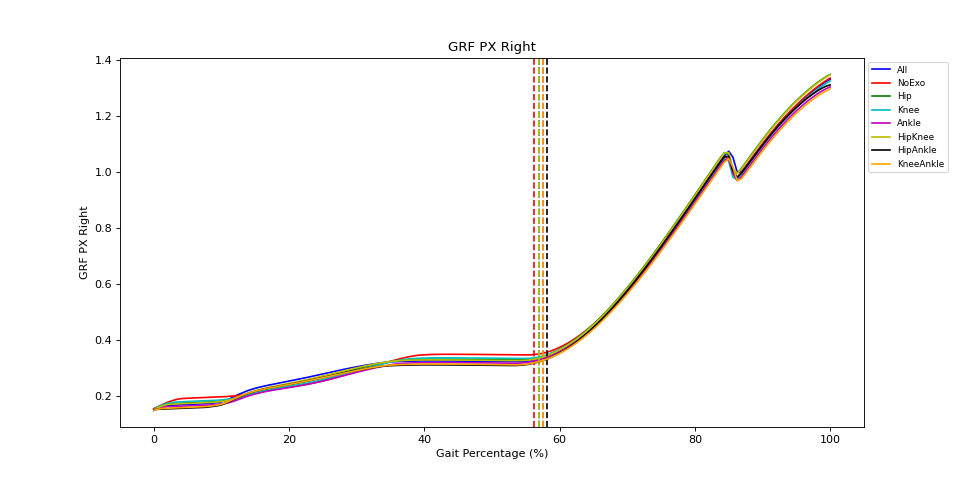 GRF PX Right
GRF PX Right
1.4
1.2
1.0
0.8
0.6
0.4
0.2
0
20
40
60
80
100
Gait Percentage (%)
All
NoExo
Hip
Knee
Ankle
HipKnee
HipAnkle
KneeAnkle